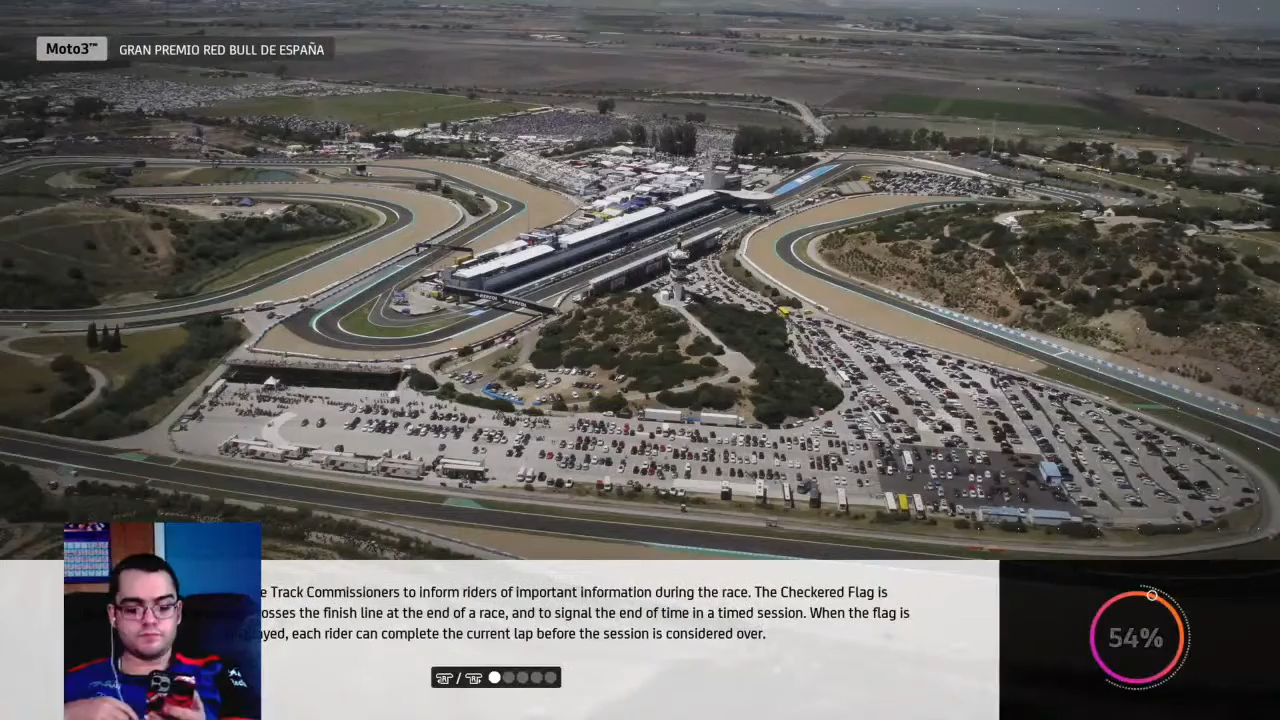 Moto3™ GRAN PREMIO RED BULL DE ESPAÑA
Track Commissioners to inform riders of important information during the race. The Checkered Flag is
the finish line at the end of a race, and to signal the end of time in a timed session. When the flag is
each rider can complete the current lap before the session is considered over.
54%